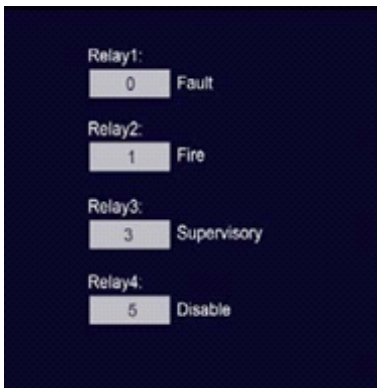 Relay1:
0 Fault
Relay2:
1 Fire
Relay3:
3 Supervisory
Relay4:
5 Disable